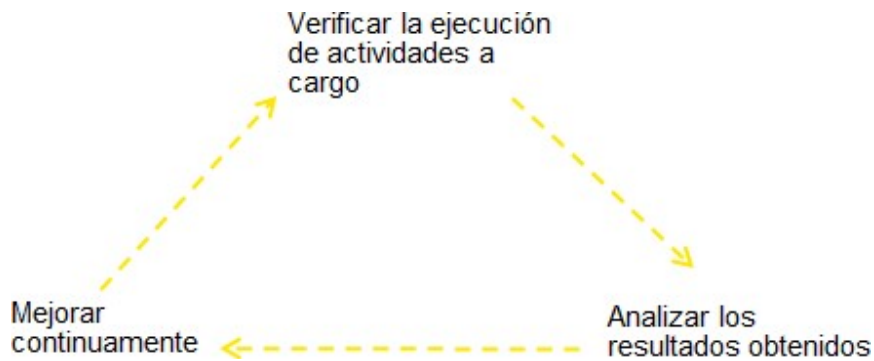 Verificar la ejecución
de actividades a
cargo
Mejorar
continuamente
Analizar los
resultados obtenidos